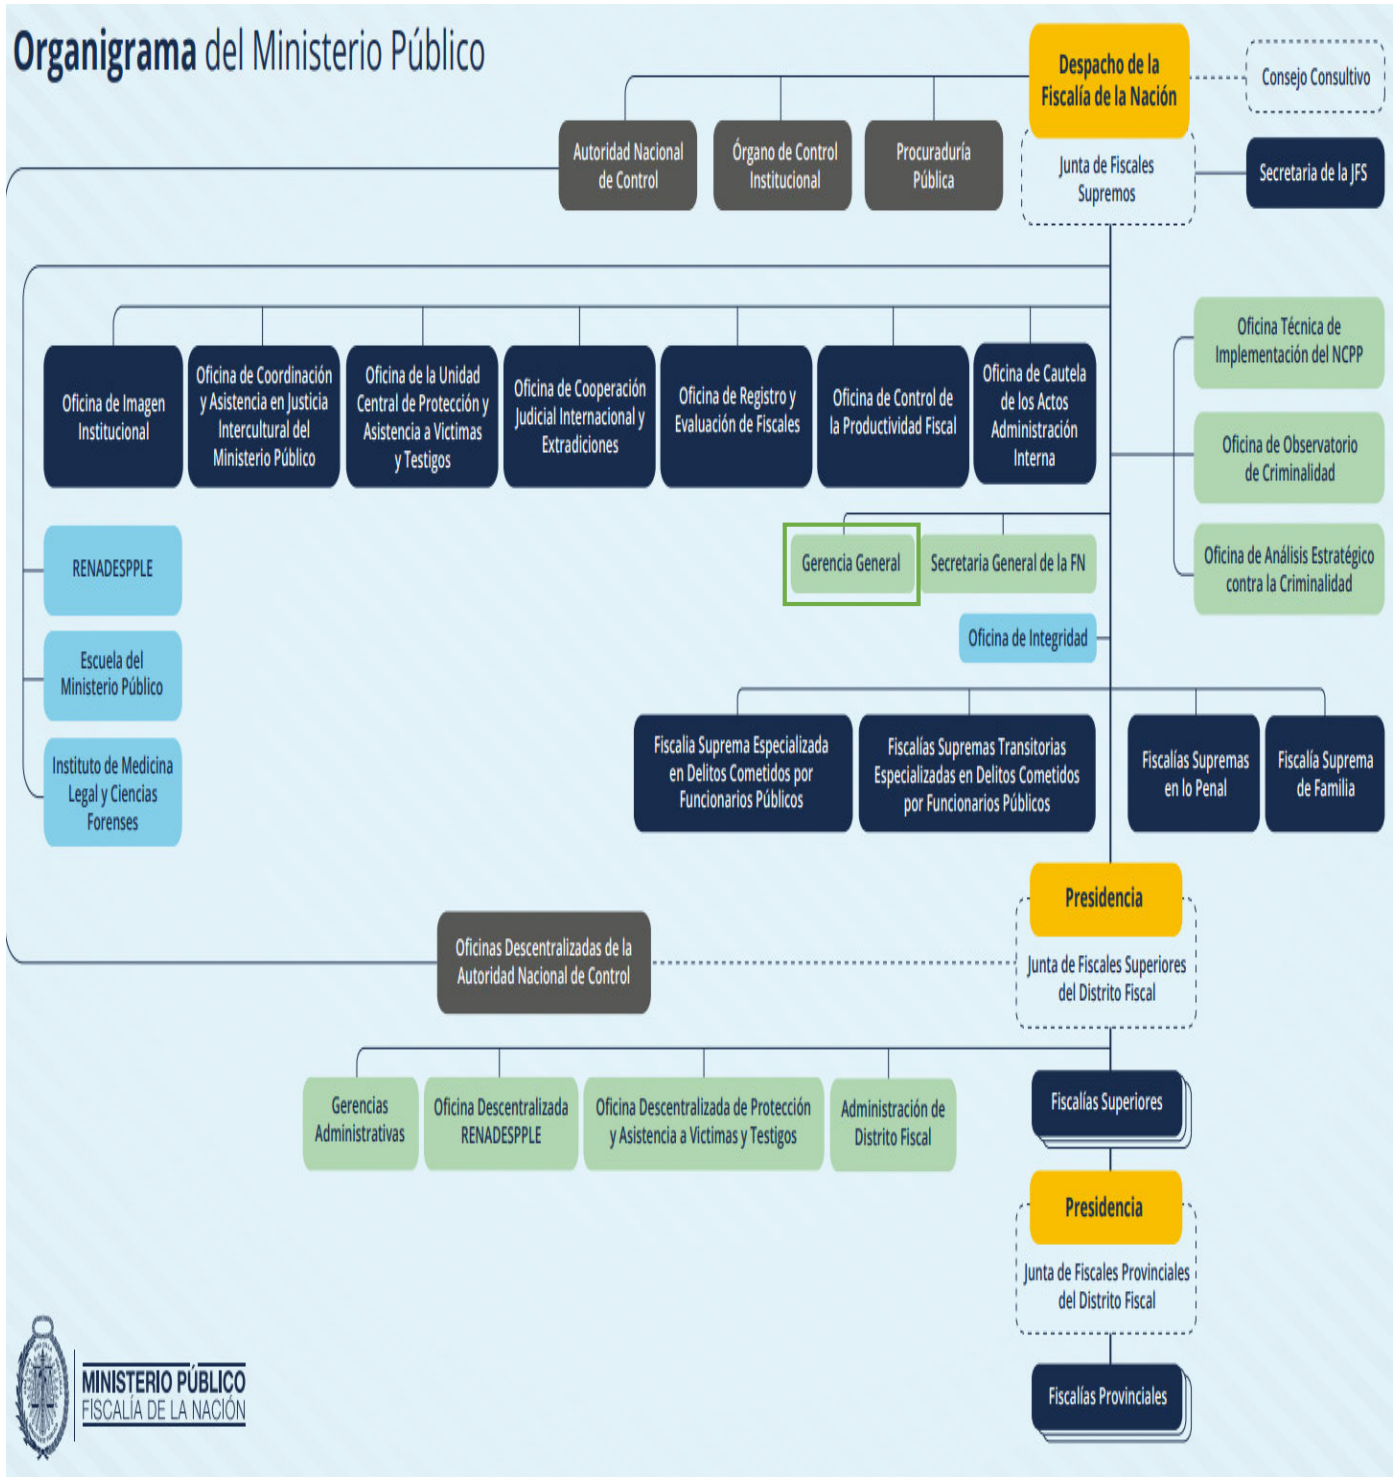 Organigrama del Ministerio Público
Despacho de la
Fiscalía de la Nación
Consejo Consultivo
Autoridad Nacional
de Control
Órgano de Control
Institucional
Procuraduría
Pública
Junta de Fiscales
Supremos
Secretaria de la JFS
Oficina Técnica de
Implementación del NCPP
Oficina de Imagen
Institucional
Oficina de Coordinación
y Asistencia en Justicia
Intercultural del
Ministerio Público
Oficina de la Unidad
Central de Protección y
Asistencia a Victimas
y Testigos
Oficina de Cooperación
Judicial Internacional y
Extradiciones
Oficina de Registro y
Evaluación de Fiscales
Oficina de Control de
la Productividad Fiscal
Oficina de Cautela
de los Actos
Administración
Interna
Oficina de Observatorio
de Criminalidad
Gerencia General
Secretaria General de la FN
Oficina de Análisis Estratégico
contra la Criminalidad
RENADESPPLE
Oficina de Integridad
Escuela del
Ministerio Público
Instituto de Medicina
Legal y Ciencias
Forenses
Fiscalia Suprema Especializada
en Delitos Cometidos por
Funcionarios Públicos
Fiscalías Supremas Transitorias
Especializadas en Delitos Cometidos
por Funcionarios Públicos
Fiscalías Supremas
en lo Penal
Fiscalía Suprema
de Familia
Presidencia
Junta de Fiscales Superiores
del Distrito Fiscal
Oficinas Descentralizadas de la
Autoridad Nacional de Control
Gerencias
Administrativas
Oficina Descentralizada
RENADESPPLE
Oficina Descentralizada de Protección
y Asistencia a Victimas y Testigos
Administración de
Distrito Fiscal
Fiscalías Superiores
Presidencia
Junta de Fiscales Provinciales
del Distrito Fiscal
Fiscalías Provinciales
MINISTERIO PÚBLICO
FISCALÍA DE LA NACIÓN